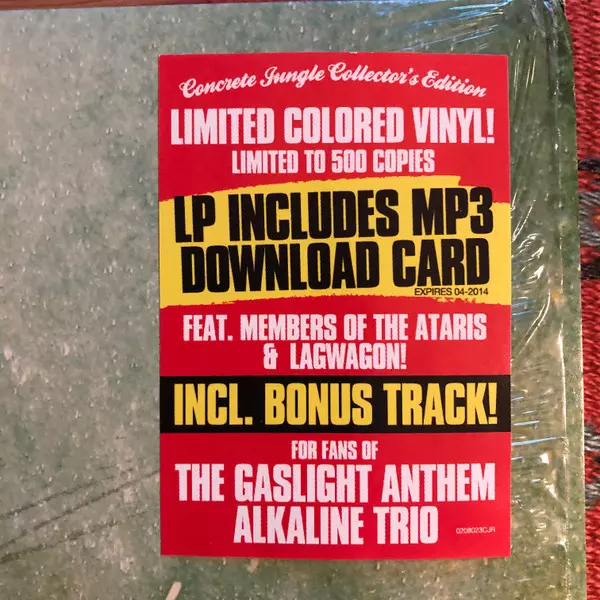 Concrete Jungle Collector's Edition
LIMITED COLORED VINYL!
LIMITED TO 500 COPIES
LP INCLUDES MP3
DOWNLOAD CARD
EXPIRES 04-2014
FEAT. MEMBERS OF THE ATARIS
& LAGWAGON!
INCL. BONUS TRACK!
FOR FANS OF
THE GASLIGHT ANTHEM
ALKALINE TRIO
0208023CJR